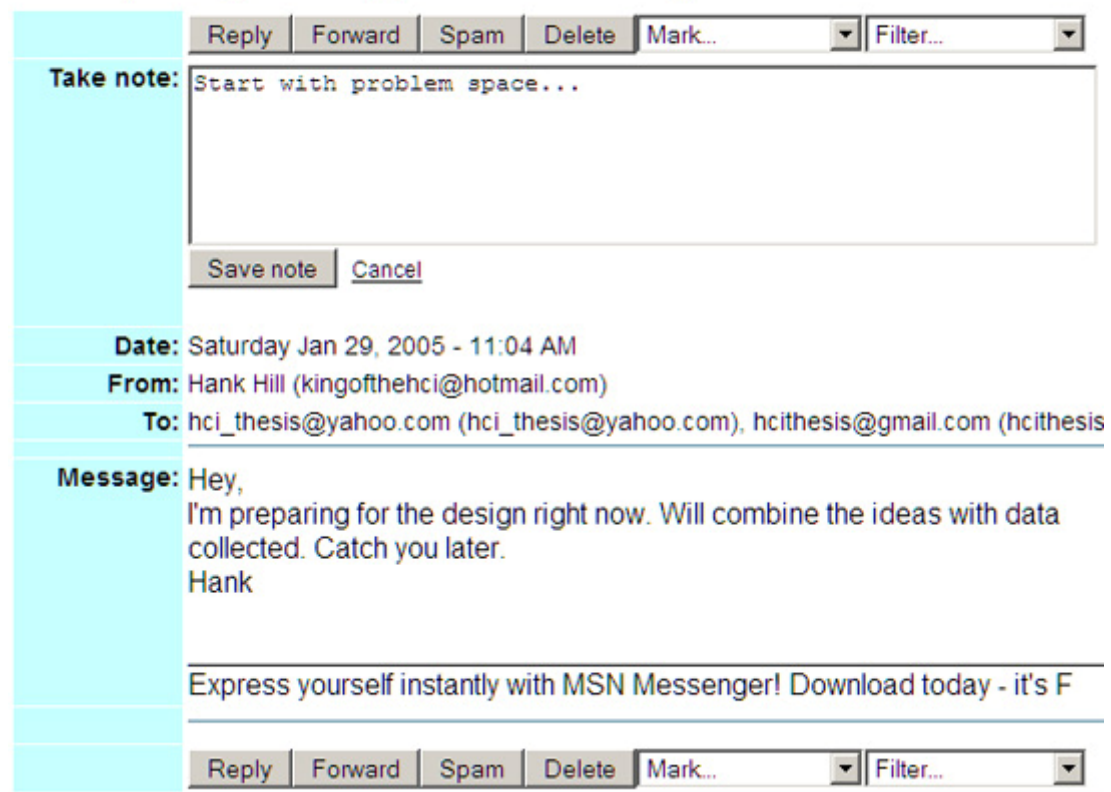 Reply Forward Spam Delete Mark... Filter...
Take note: Start with problem space...
Save note Cancel
Date: Saturday Jan 29, 2005 - 11:04 AM
From: Hank Hill (kingofthehci@hotmail.com)
To: hci_thesis@yahoo.com (hci_thesis@yahoo.com), hcithesis@gmail.com (hcithesis
Message: Hey,
I'm preparing for the design right now. Will combine the ideas with data
collected. Catch you later.
Hank
Express yourself instantly with MSN Messenger! Download today - it's F
Reply Forward Spam Delete Mark... Filter...